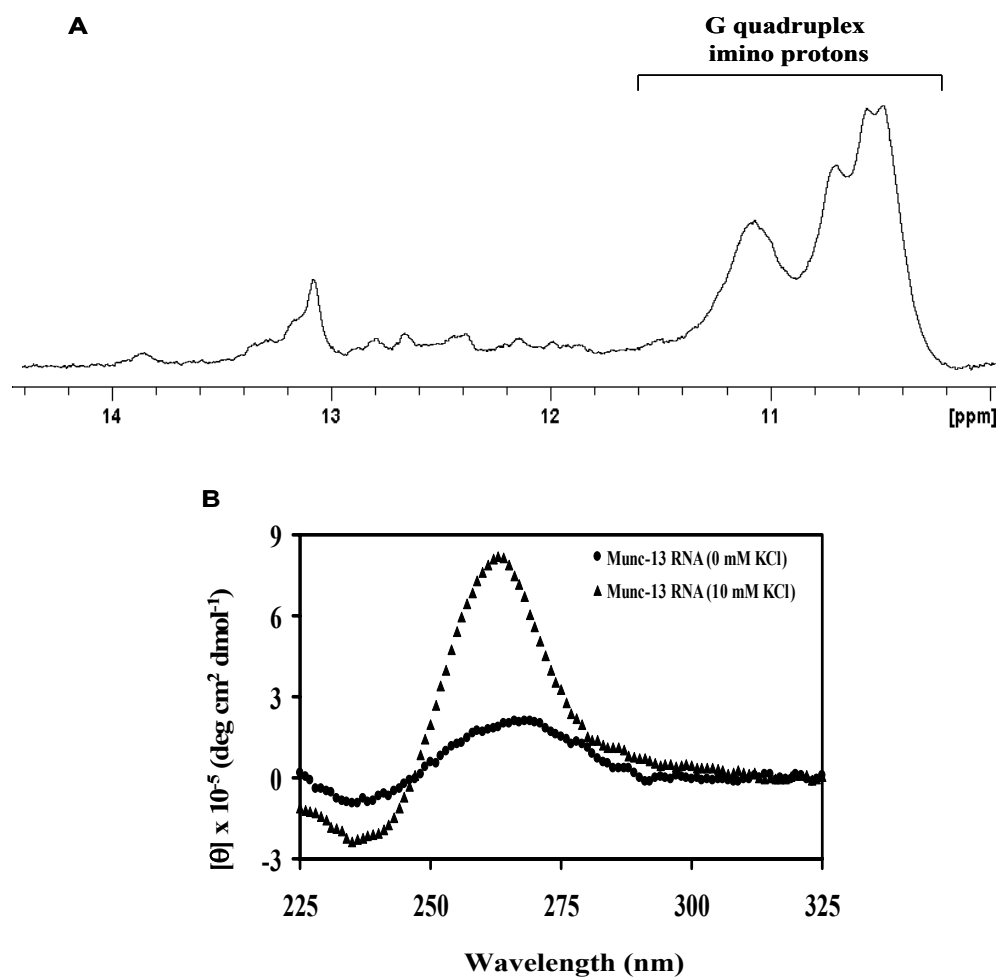 A
G quadruplex
imino protons
14 13 12 11 [ppm]
B
9
6
3
0
-3
[θ] x 10⁻⁵ (deg cm² dmol⁻¹)
Munc-13 RNA (0 mM KCl)
Munc-13 RNA (10 mM KCl)
225 250 275 300 325
Wavelength (nm)